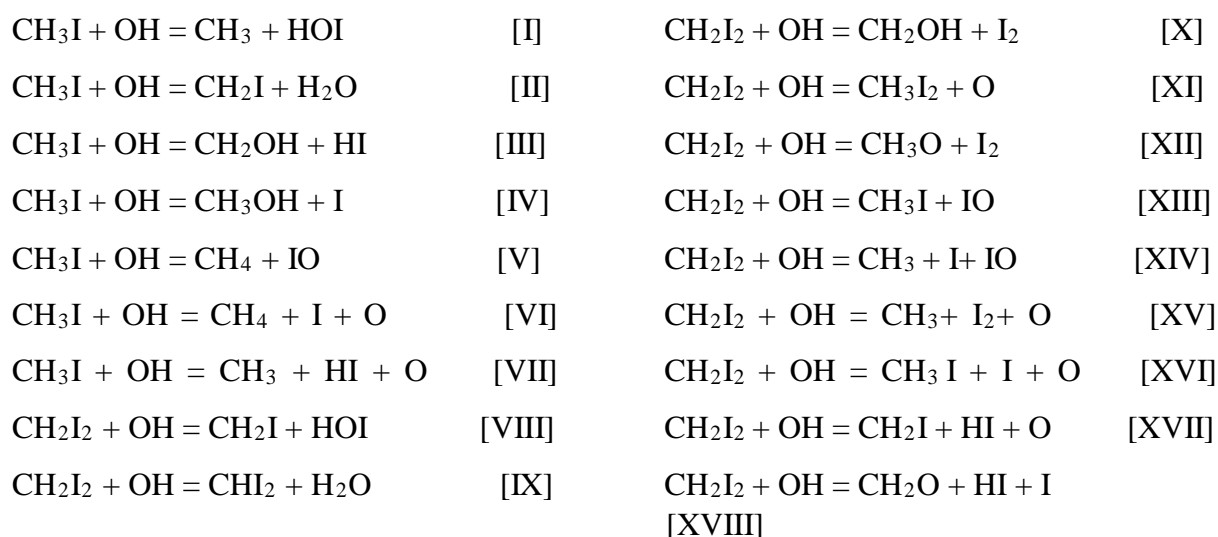 CH₃I + OH = CH₃ + HOI [I] CH₂I₂ + OH = CH₂OH + I₂ [X]
CH₃I + OH = CH₂I + H₂O [II] CH₂I₂ + OH = CH₃I₂ + O [XI]
CH₃I + OH = CH₂OH + HI [III] CH₂I₂ + OH = CH₃O + I₂ [XII]
CH₃I + OH = CH₃OH + I [IV] CH₂I₂ + OH = CH₃I + IO [XIII]
CH₃I + OH = CH₄ + IO [V] CH₂I₂ + OH = CH₃ + I+ IO [XIV]
CH₃I + OH = CH₄ + I + O [VI] CH₂I₂ + OH = CH₃+ I₂+ O [XV]
CH₃I + OH = CH₃ + HI + O [VII] CH₂I₂ + OH = CH₃ I + I + O [XVI]
CH₂I₂ + OH = CH₂I + HOI [VIII] CH₂I₂ + OH = CH₂I + HI + O [XVII]
CH₂I₂ + OH = CHI₂ + H₂O [IX] CH₂I₂ + OH = CH₂O + HI + I
[XVIII]